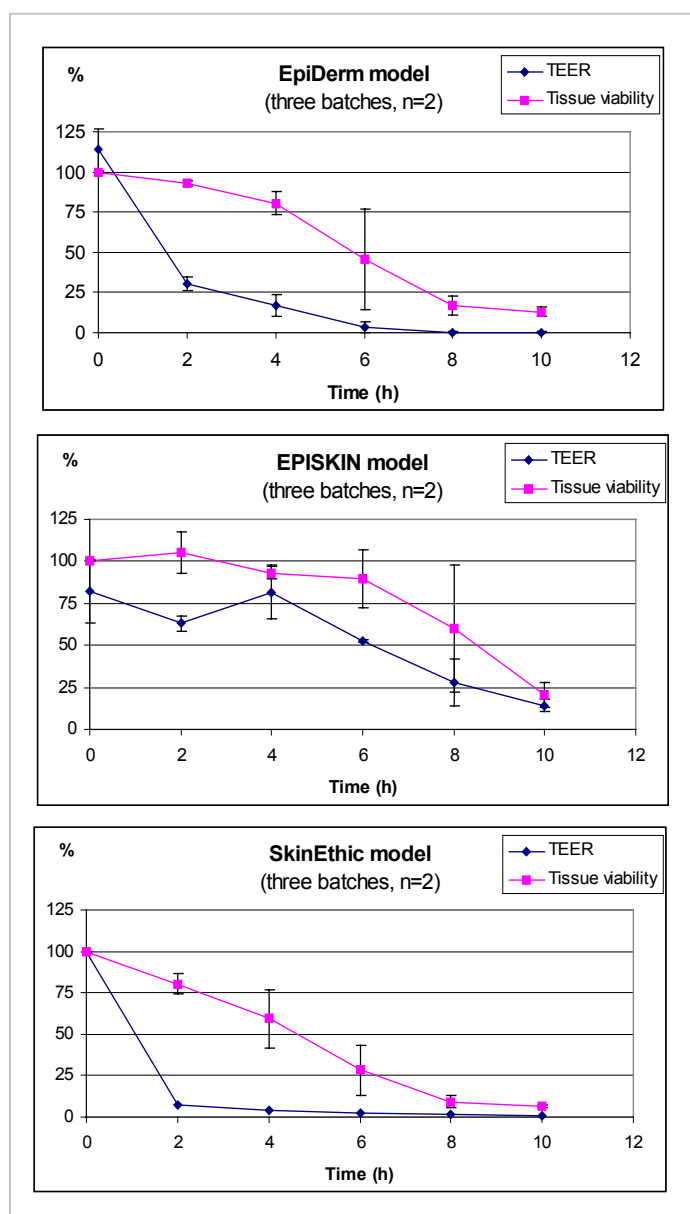 %
EpiDerm model
(three batches, n=2)
TEER
Tissue viability
125
100
75
50
25
0
0 2 4 6 8 10 12
Time (h)
%
EPISKIN model
(three batches, n=2)
TEER
Tissue viability
125
100
75
50
25
0
0 2 4 6 8 10 12
Time (h)
%
SkinEthic model
(three batches, n=2)
TEER
Tissue viability
125
100
75
50
25
0
0 2 4 6 8 10 12
Time (h)